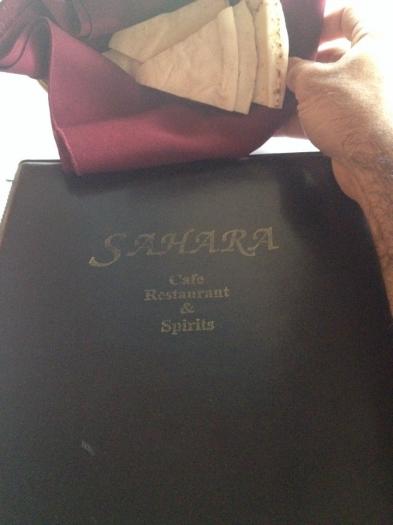 SAHARA
Cafe
Restaurant
&
Spirits